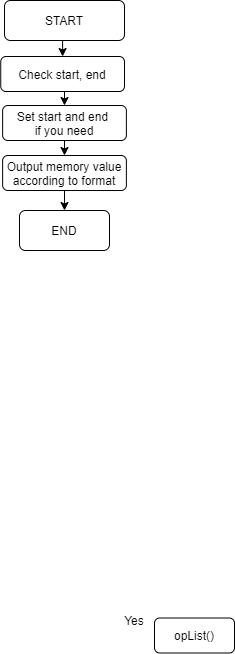 START
Check start, end
Set start and end
if you need
Output memory value
according to format
END
Yes
opList()